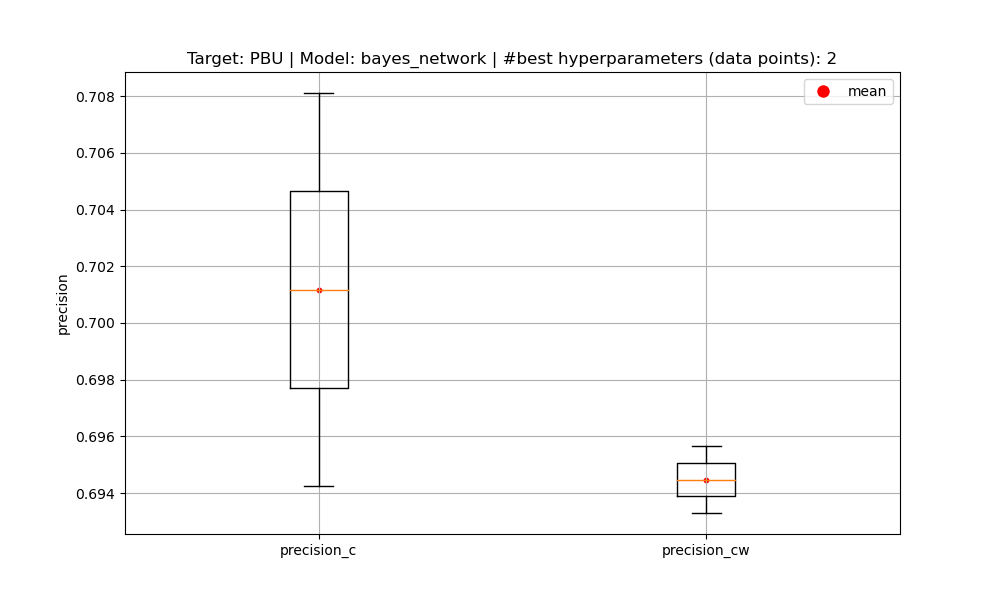 Target: PBU | Model: bayes_network | #best hyperparameters (data points): 2
mean
0.708
0.706
0.704
0.702
0.700
0.698
0.696
0.694
precision
precision_c
precision_cw